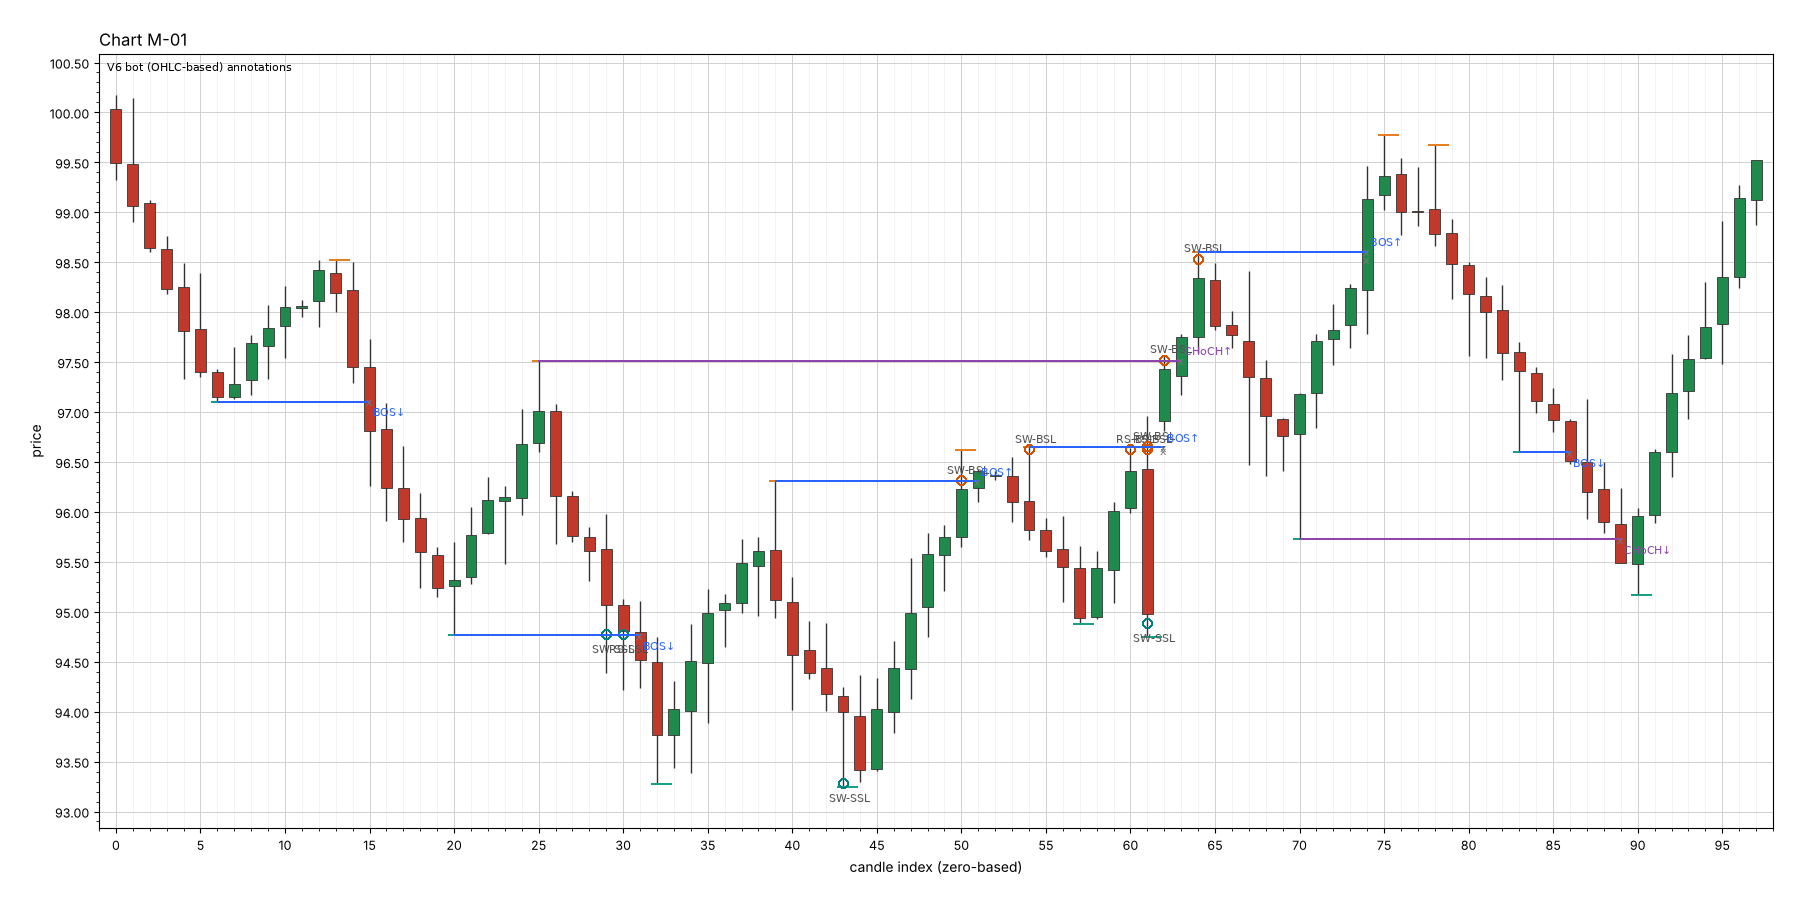 Chart M-01
V6 bot (OHLC-based) annotations
100.50
100.00
99.50
99.00
98.50
98.00
97.50
97.00
96.50
96.00
95.50
95.00
94.50
94.00
93.50
93.00
price
BOS↓
BOS↓
SW-SSL
SW-BSL
BOS↑
SW-BSL
BOS↑
SW-SSL
CHoCH↑
SW-BSL
BOS↑
BOS↓
CHoCH↓
SW-SSL
0 5 10 15 20 25 30 35 40 45 50 55 60 65 70 75 80 85 90 95
candle index (zero-based)